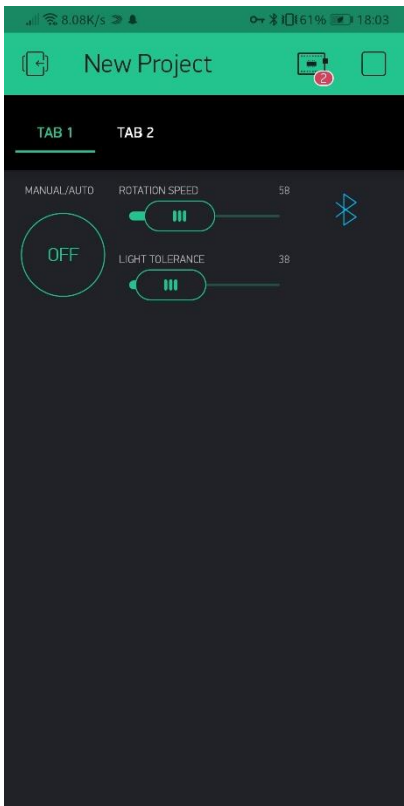 8.08K/s 61% 18:03
New Project
2
TAB 1 TAB 2
MANUAL/AUTO ROTATION SPEED 58
OFF
LIGHT TOLERANCE 38